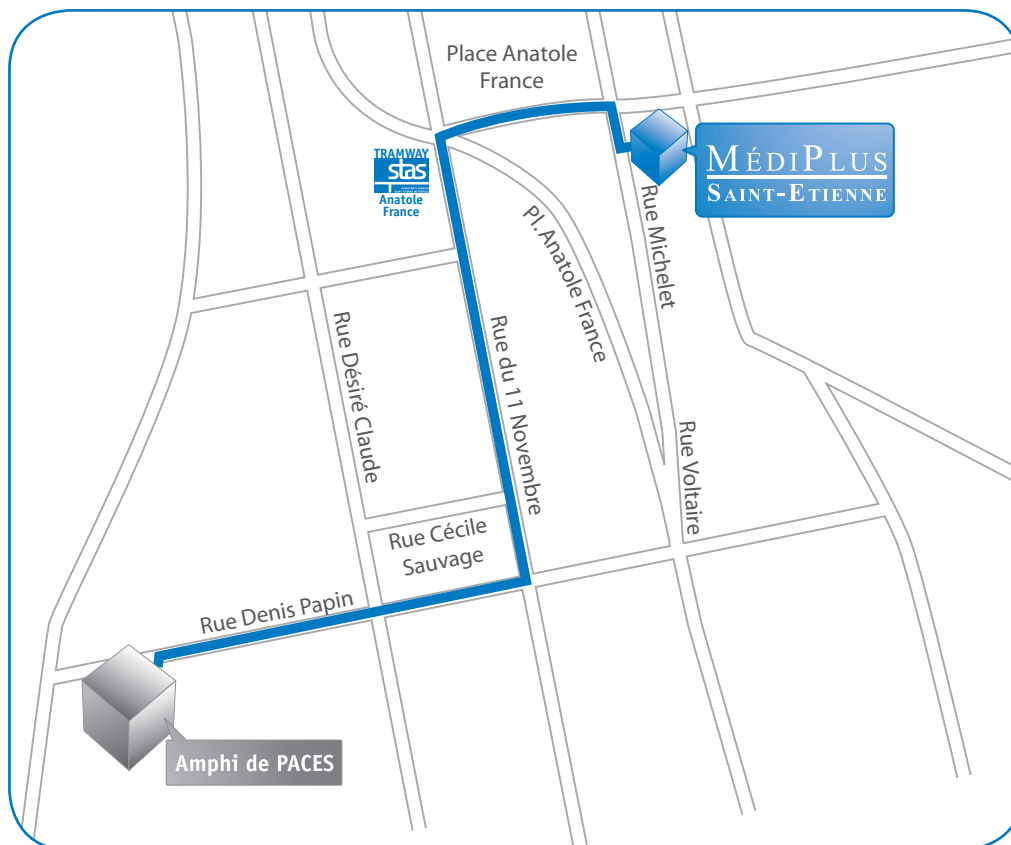 Place Anatole
France
TRAMWAY
stas
Anatole
France
MÉDIPLUS
SAINT-ETIENNE
Rue Michelet
Pl. Anatole France
Rue du 11 Novembre
Rue Désiré Claude
Rue Voltaire
Rue Cécile
Sauvage
Rue Denis Papin
Amphi de PACES